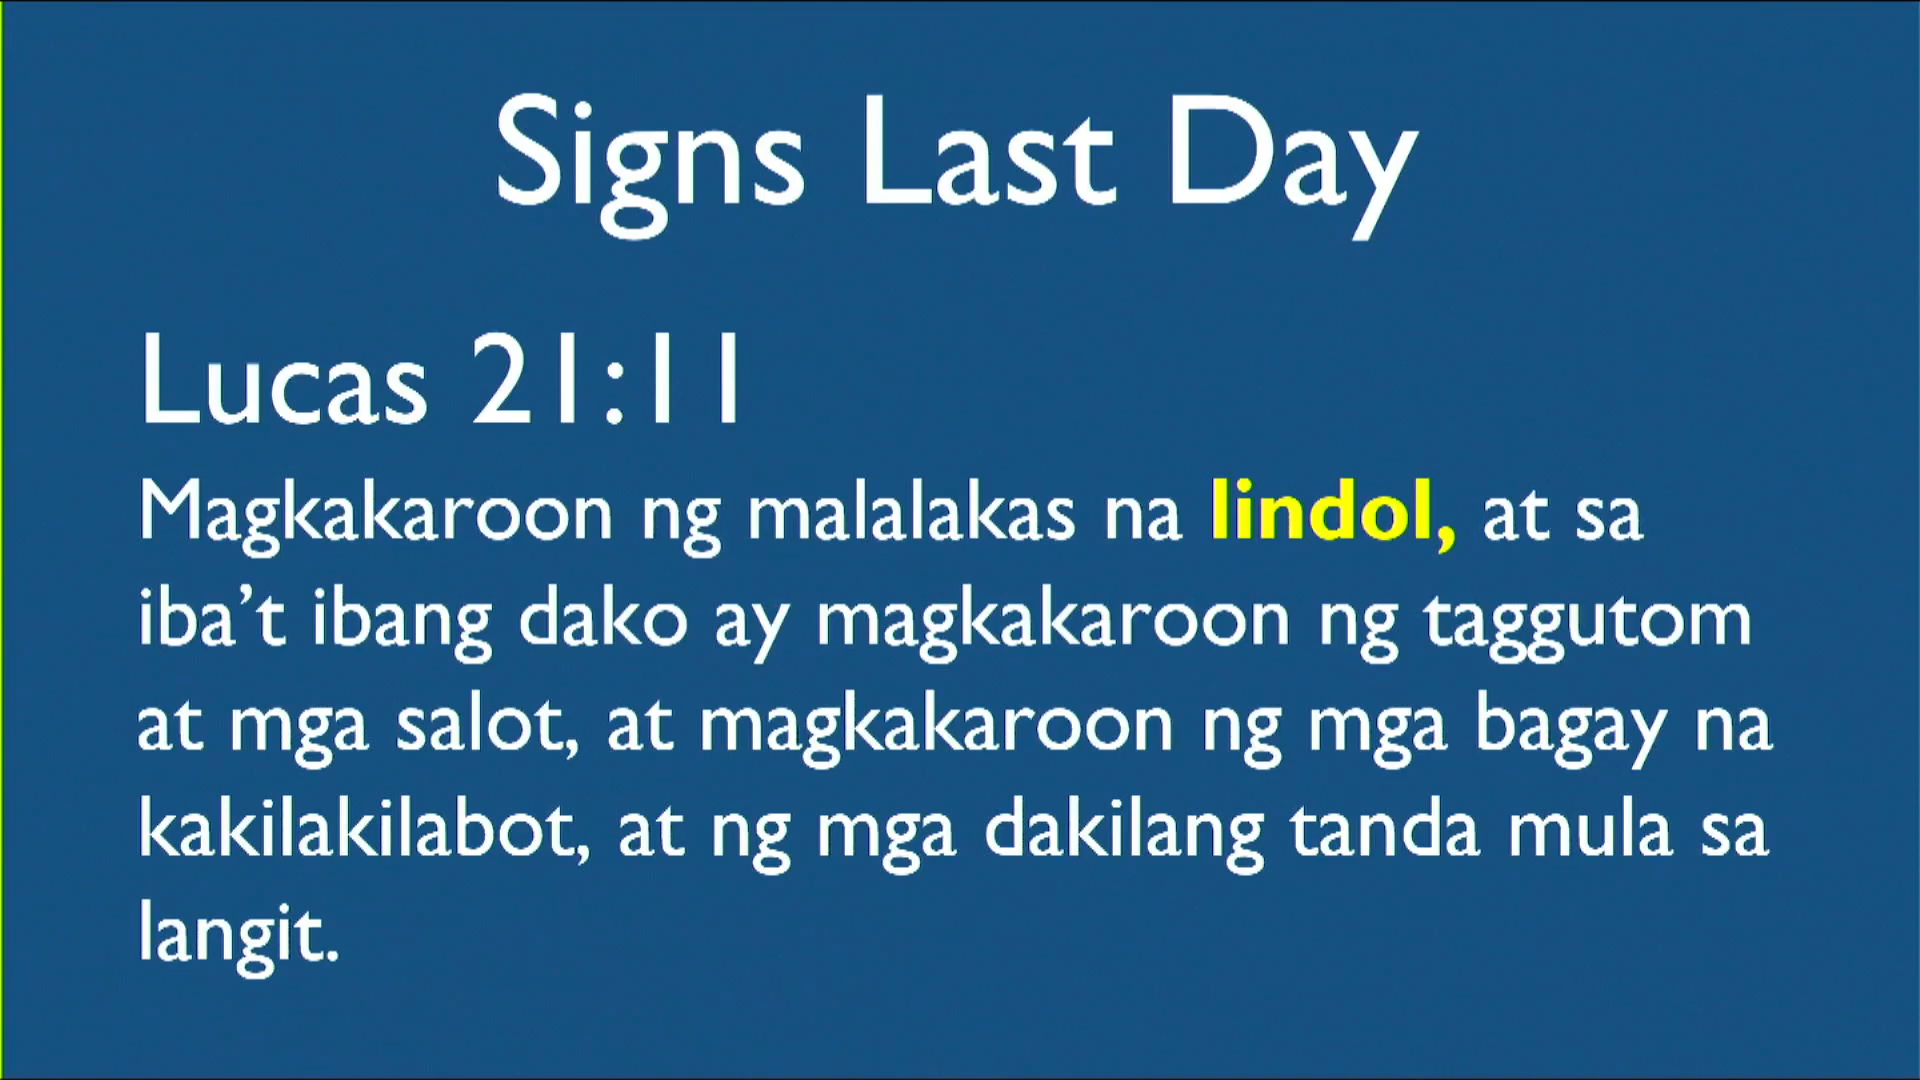 Signs Last Day
Lucas 21:11
Magkakaroon ng malalakas na lindol, at sa
iba’t ibang dako ay magkakaroon ng taggutom
at mga salot, at magkakaroon ng mga bagay na
kakilakilabot, at ng mga dakilang tanda mula sa
langit.